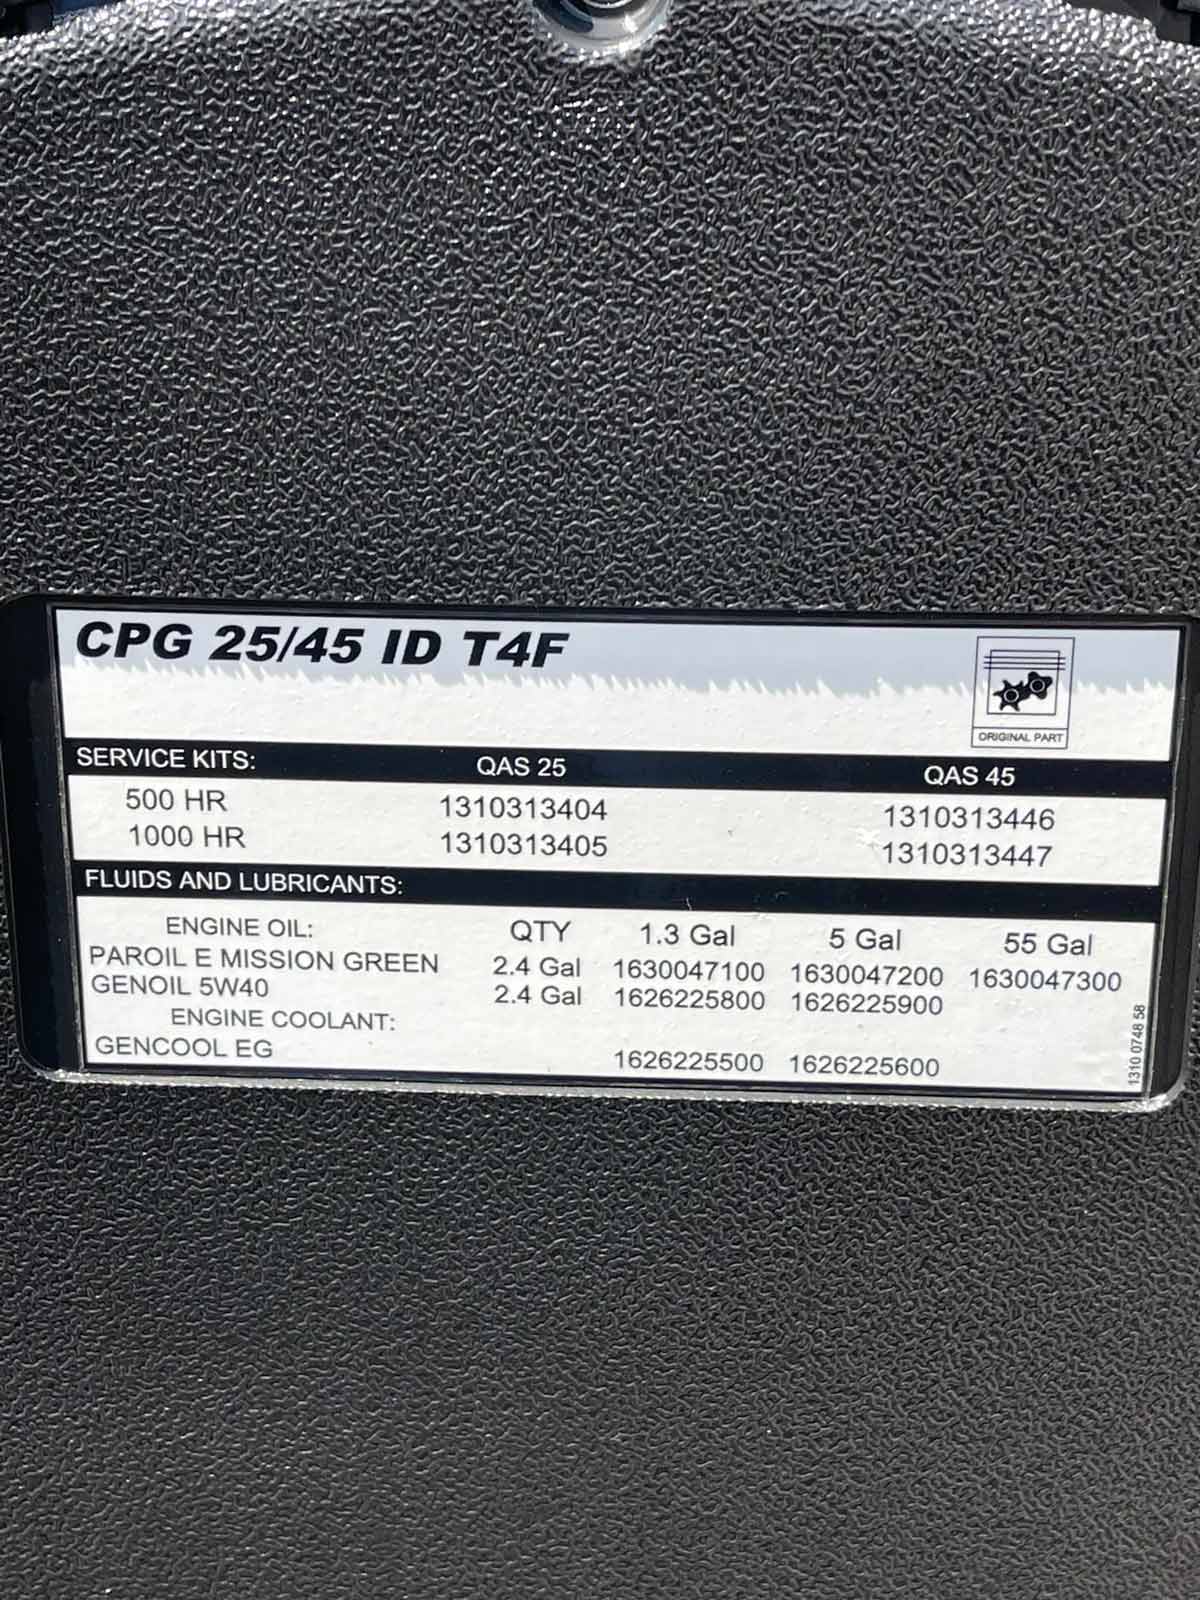 CPG 25/45 ID T4F
ORIGINAL PART
SERVICE KITS: QAS 25 QAS 45
500 HR 1310313404 1310313446
1000 HR 1310313405 1310313447
FLUIDS AND LUBRICANTS:
ENGINE OIL: QTY 1.3 Gal 5 Gal 55 Gal
PAROIL E MISSION GREEN 2.4 Gal 1630047100 1630047200 1630047300
GENOIL 5W40 2.4 Gal 1626225800 1626225900
ENGINE COOLANT:
GENCOOL EG 1626225500 1626225600
1310 0748 58